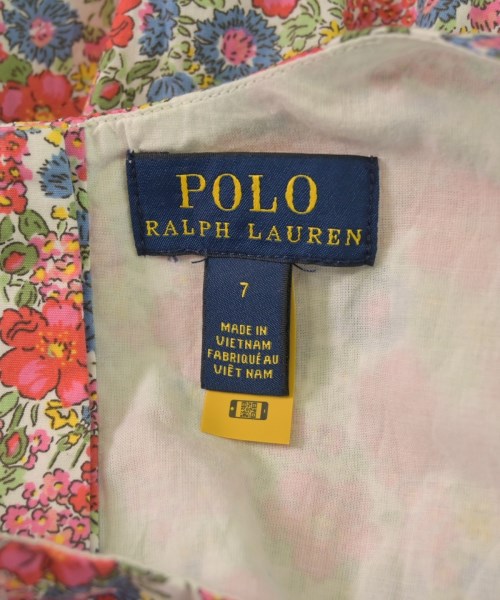 POLO
RALPH LAUREN
7
MADE IN
VIETNAM
FABRIQUÉ AU
VIÊT NAM